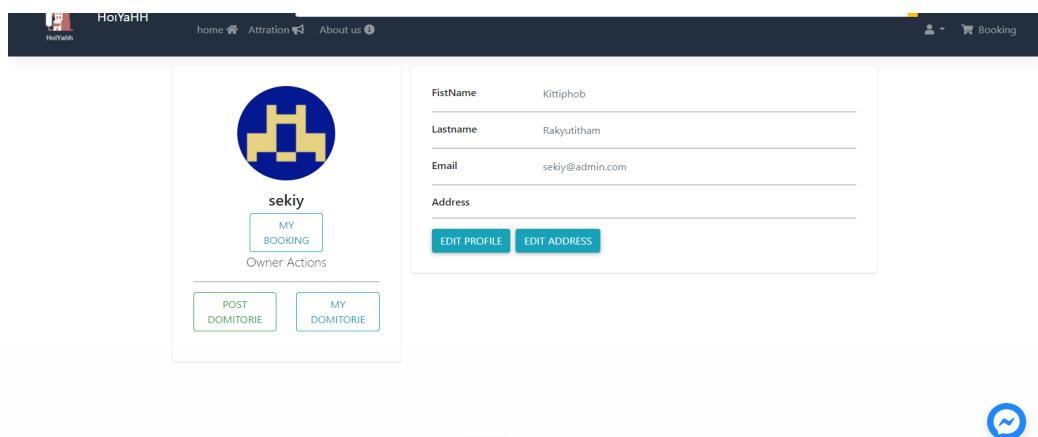 HoiYaHH
HoiYahh
home Attration About us
Booking
sekiy
MY
BOOKING
Owner Actions
POST
DOMITORIE
MY
DOMITORIE
FistName Kittiphob
Lastname Rakyutitham
Email sekiy@admin.com
Address
EDIT PROFILE EDIT ADDRESS